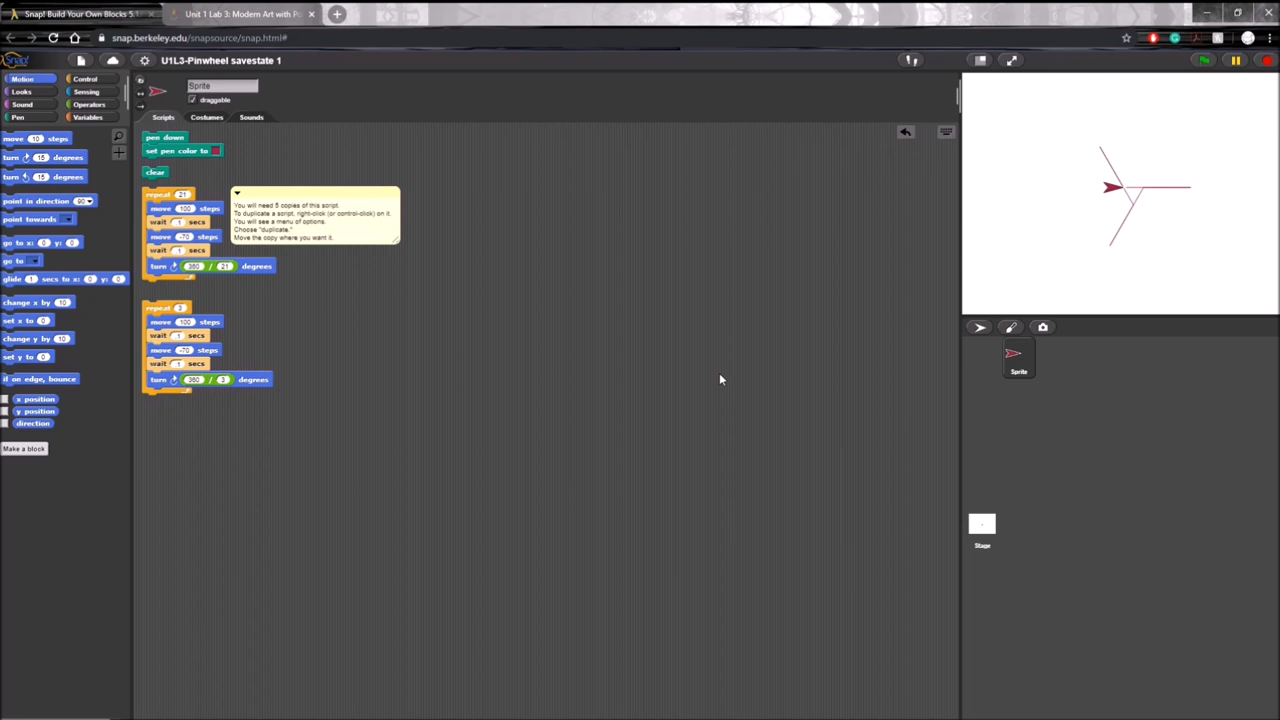 Snap! Build Your Own Blocks 5.1
Unit 1 Lab 3: Modern Art with Po
snap.berkeley.edu/snapsource/snap.html#
Snap!
U1L3-Pinwheel savestate 1
Motion
Control
Looks
Sensing
Sound
Operators
Pen
Variables
Sprite
draggable
Scripts
Costumes
Sounds
move 10 steps
turn 15 degrees
turn 15 degrees
point in direction 90
point towards
go to x: 0 y: 0
go to
glide 1 secs to x: 0 y: 0
change x by 10
set x to 0
change y by 10
set y to 0
if on edge, bounce
x position
y position
direction
Make a block
pen down
set pen color to
clear
repeat 21
move 100 steps
wait 1 secs
move -70 steps
wait 1 secs
turn 360 / 21 degrees
You will need 5 copies of this script.
To duplicate a script, right-click (or control-click) on it.
You will see a menu of options.
Choose "duplicate."
Move the copy where you want it.
repeat 3
move 100 steps
wait 1 secs
move -70 steps
wait 1 secs
turn 360 / 3 degrees
Sprite
Stage